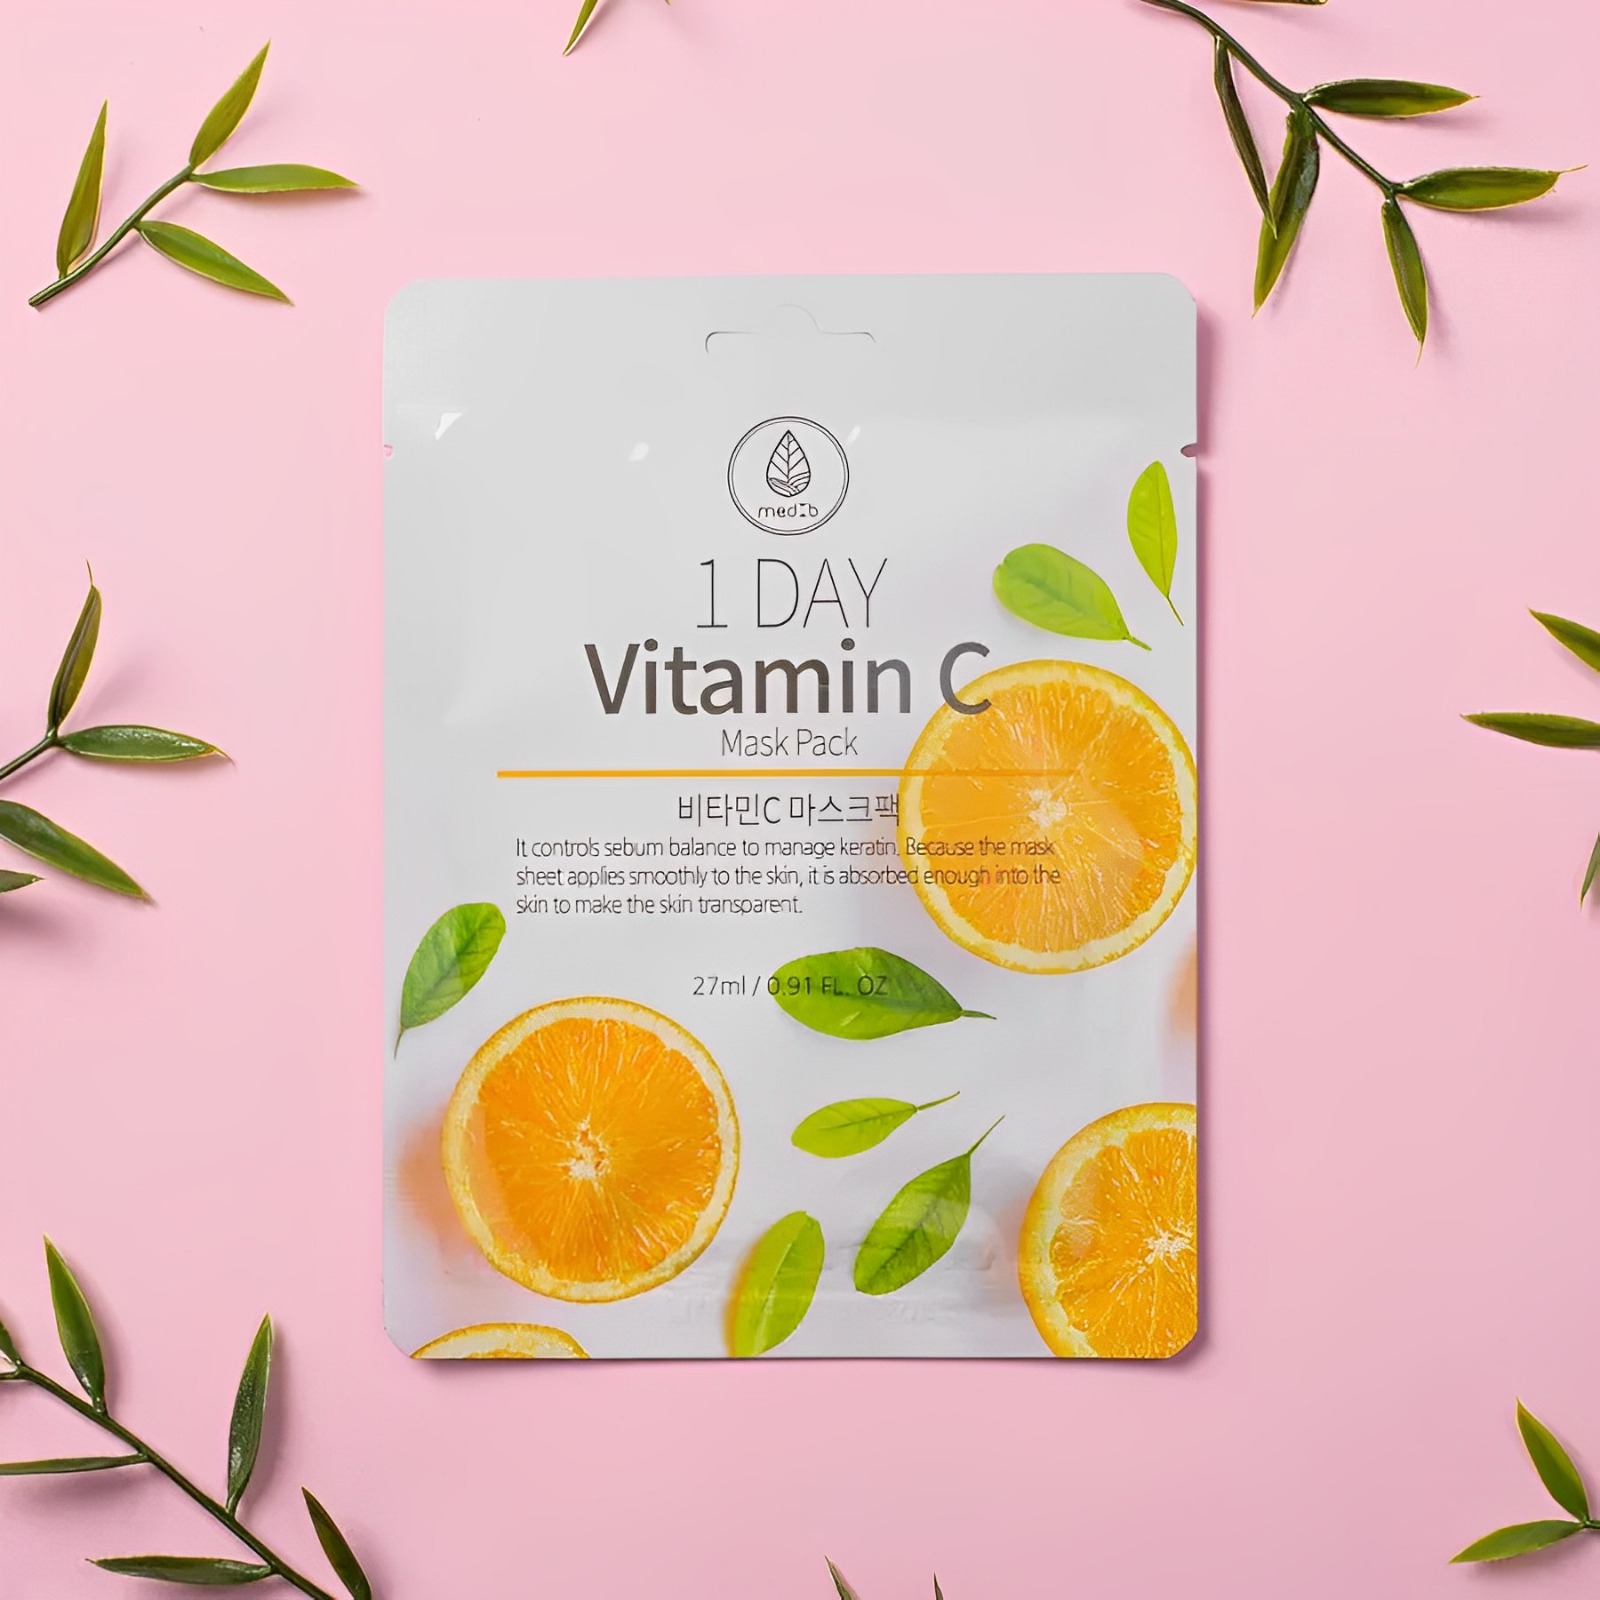 med:b
1 DAY
Vitamin C
Mask Pack
비타민C 마스크팩
It controls sebum balance to manage keratin. Because the mask
sheet applies smoothly to the skin, it is absorbed enough into the
skin to make the skin transparent.
27ml / 0.91 FL. OZ